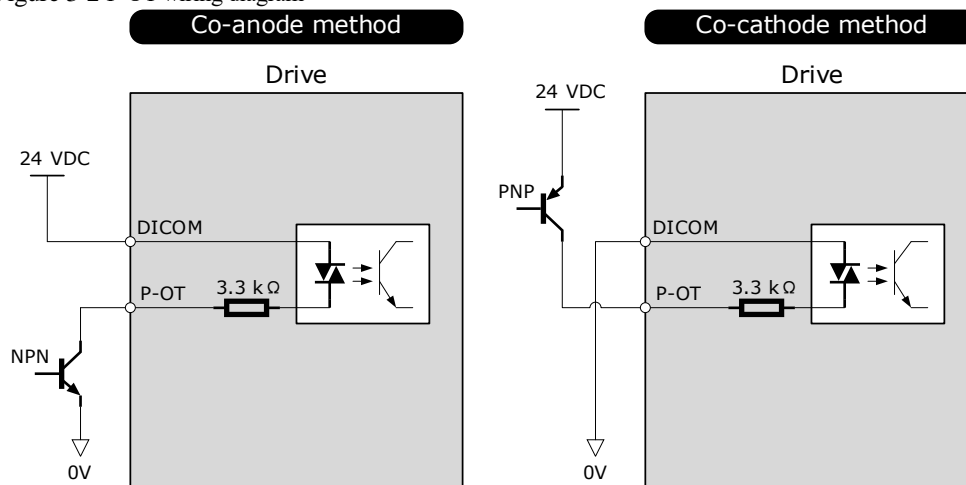 Co-anode method
Drive
24 VDC
DICOM
P-OT
3.3 kΩ
NPN
0V
Co-cathode method
Drive
24 VDC
PNP
DICOM
P-OT
3.3 kΩ
0V